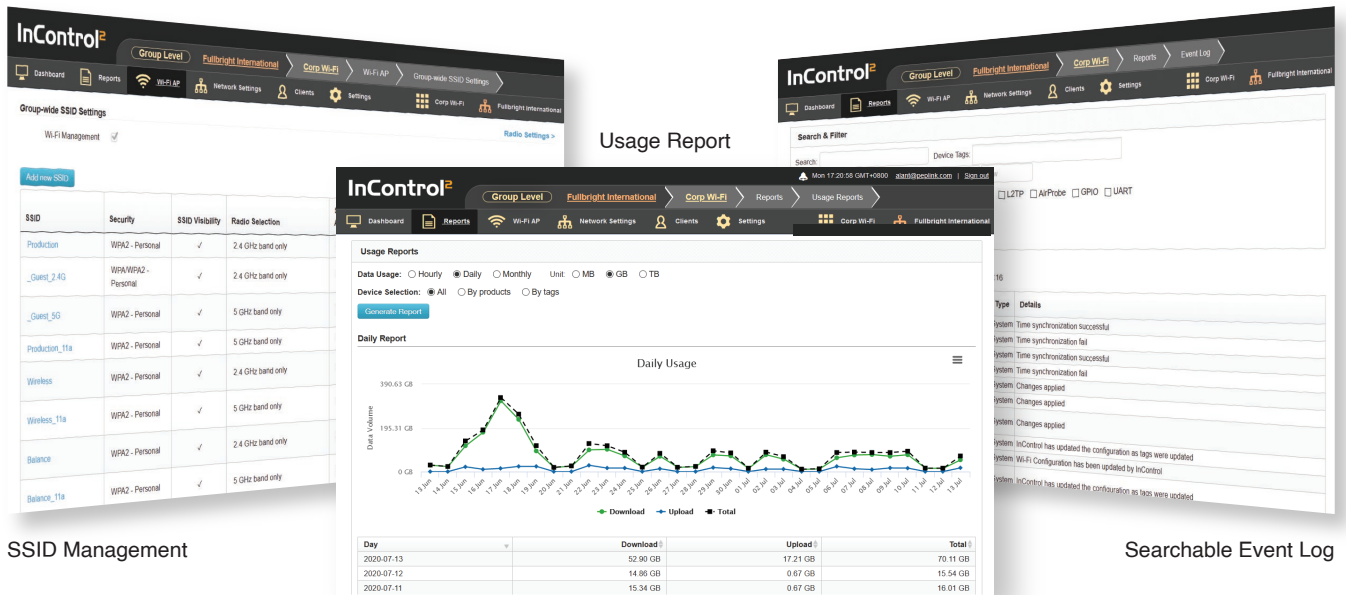 InControl²
Group Level Fullbright International Corp Wi-Fi Wi-Fi AP Group-wide SSID Settings
Dashboard Reports Wi-Fi AP Network Settings Clients Settings Corp Wi-Fi Fullbright International
Group-wide SSID Settings
Wi-Fi Management
Radio Settings >
Add new SSID
SSID Security SSID Visibility Radio Selection
Production WPA2 - Personal ✓ 2.4 GHz band only
_Guest_2.4G WPA/WPA2 - Personal ✓ 2.4 GHz band only
_Guest_5G WPA2 - Personal ✓ 5 GHz band only
Production_11a WPA2 - Personal ✓ 5 GHz band only
Wireless WPA2 - Personal ✓ 2.4 GHz band only
Wireless_11a WPA2 - Personal ✓ 5 GHz band only
Balance WPA2 - Personal ✓ 2.4 GHz band only
Balance_11a WPA2 - Personal ✓ 5 GHz band only
SSID Management
Usage Report
Mon 17:20:58 GMT+0800 alant@peplink.com | Sign out
InControl²
Group Level Fullbright International Corp Wi-Fi Reports Usage Reports
Dashboard Reports Wi-Fi AP Network Settings Clients Settings Corp Wi-Fi Fullbright International
Usage Reports
Data Usage: Hourly Daily Monthly Unit: MB GB TB
Device Selection: All By products By tags
Generate Report
Daily Report
Daily Usage
Data Volume
390.63 GB
195.31 GB
0 GB
13 Jun 14 Jun 15 Jun 16 Jun 17 Jun 18 Jun 19 Jun 20 Jun 21 Jun 22 Jun 23 Jun 24 Jun 25 Jun 26 Jun 27 Jun 28 Jun 29 Jun 30 Jun 01 Jul 02 Jul 03 Jul 04 Jul 05 Jul 06 Jul 07 Jul 08 Jul 09 Jul 10 Jul 11 Jul 12 Jul 13 Jul
Download Upload Total
Day Download Upload Total
2020-07-13 52.90 GB 17.21 GB 70.11 GB
2020-07-12 14.86 GB 0.67 GB 15.54 GB
2020-07-11 15.34 GB 0.67 GB 16.01 GB
InControl²
Group Level Fullbright International Corp Wi-Fi Reports Event Log
Dashboard Reports Wi-Fi AP Network Settings Clients Settings Corp Wi-Fi Fullbright International
Search & Filter
Search: Device Tags:
L2TP AirProbe GPIO UART
:16
Type Details
System Time synchronization successful
System Time synchronization fail
System Time synchronization successful
System Time synchronization fail
System Changes applied
System Changes applied
System Changes applied
System InControl has updated the configuration as tags were updated
System Wi-Fi Configuration has been updated by InControl
System InControl has updated the configuration as tags were updated
Searchable Event Log